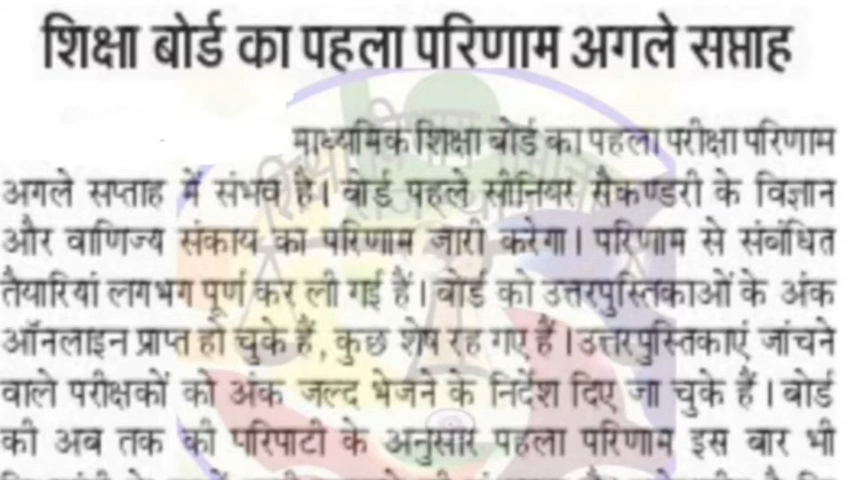 शिक्षा बोर्ड का पहला परिणाम अगले सप्ताह
माध्यमिक शिक्षा बोर्ड का पहला परीक्षा परिणाम
अगले सप्ताह में संभव है। बोर्ड पहले सीनियर सैकण्डरी के विज्ञान
और वाणिज्य संकाय का परिणाम जारी करेगा। परिणाम से संबंधित
तैयारियां लगभग पूर्ण कर ली गई हैं। बोर्ड को उत्तरपुस्तिकाओं के अंक
ऑनलाइन प्राप्त हो चुके हैं, कुछ शेष रह गए हैं। उत्तरपुस्तिकाएं जांचने
वाले परीक्षकों को अंक जल्द भेजने के निर्देश दिए जा चुके हैं। बोर्ड
की अब तक की परिपाटी के अनुसार पहला परिणाम इस बार भी